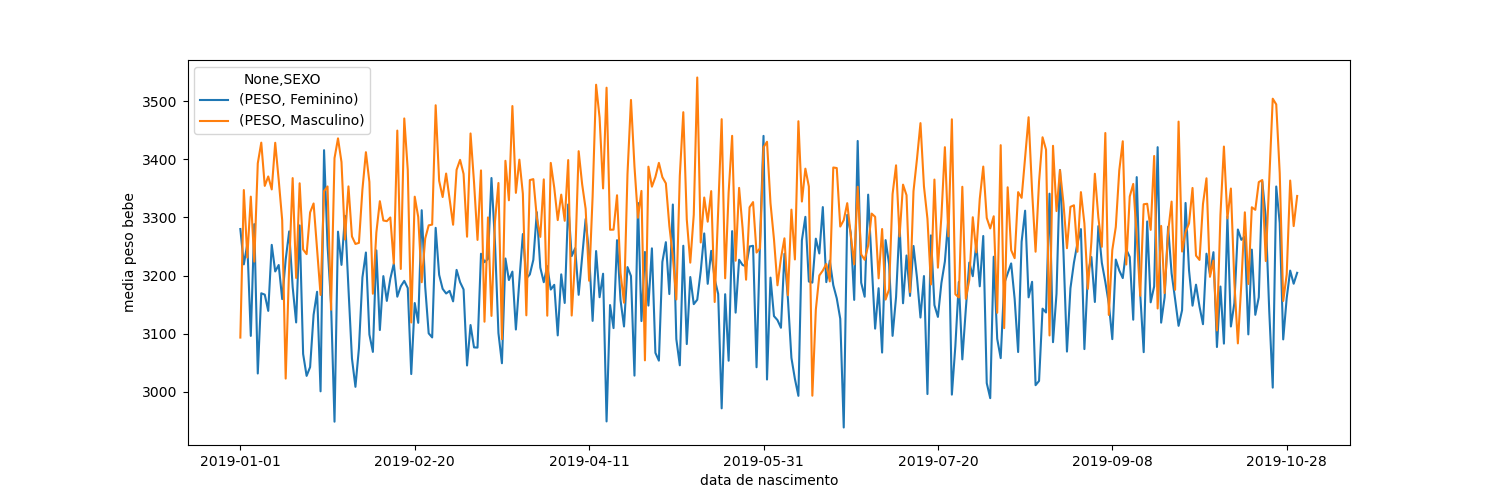 None,SEXO
(PESO, Feminino)
(PESO, Masculino)
3500
3400
3300
3200
3100
3000
media peso bebe
2019-01-01
2019-02-20
2019-04-11
2019-05-31
2019-07-20
2019-09-08
2019-10-28
data de nascimento